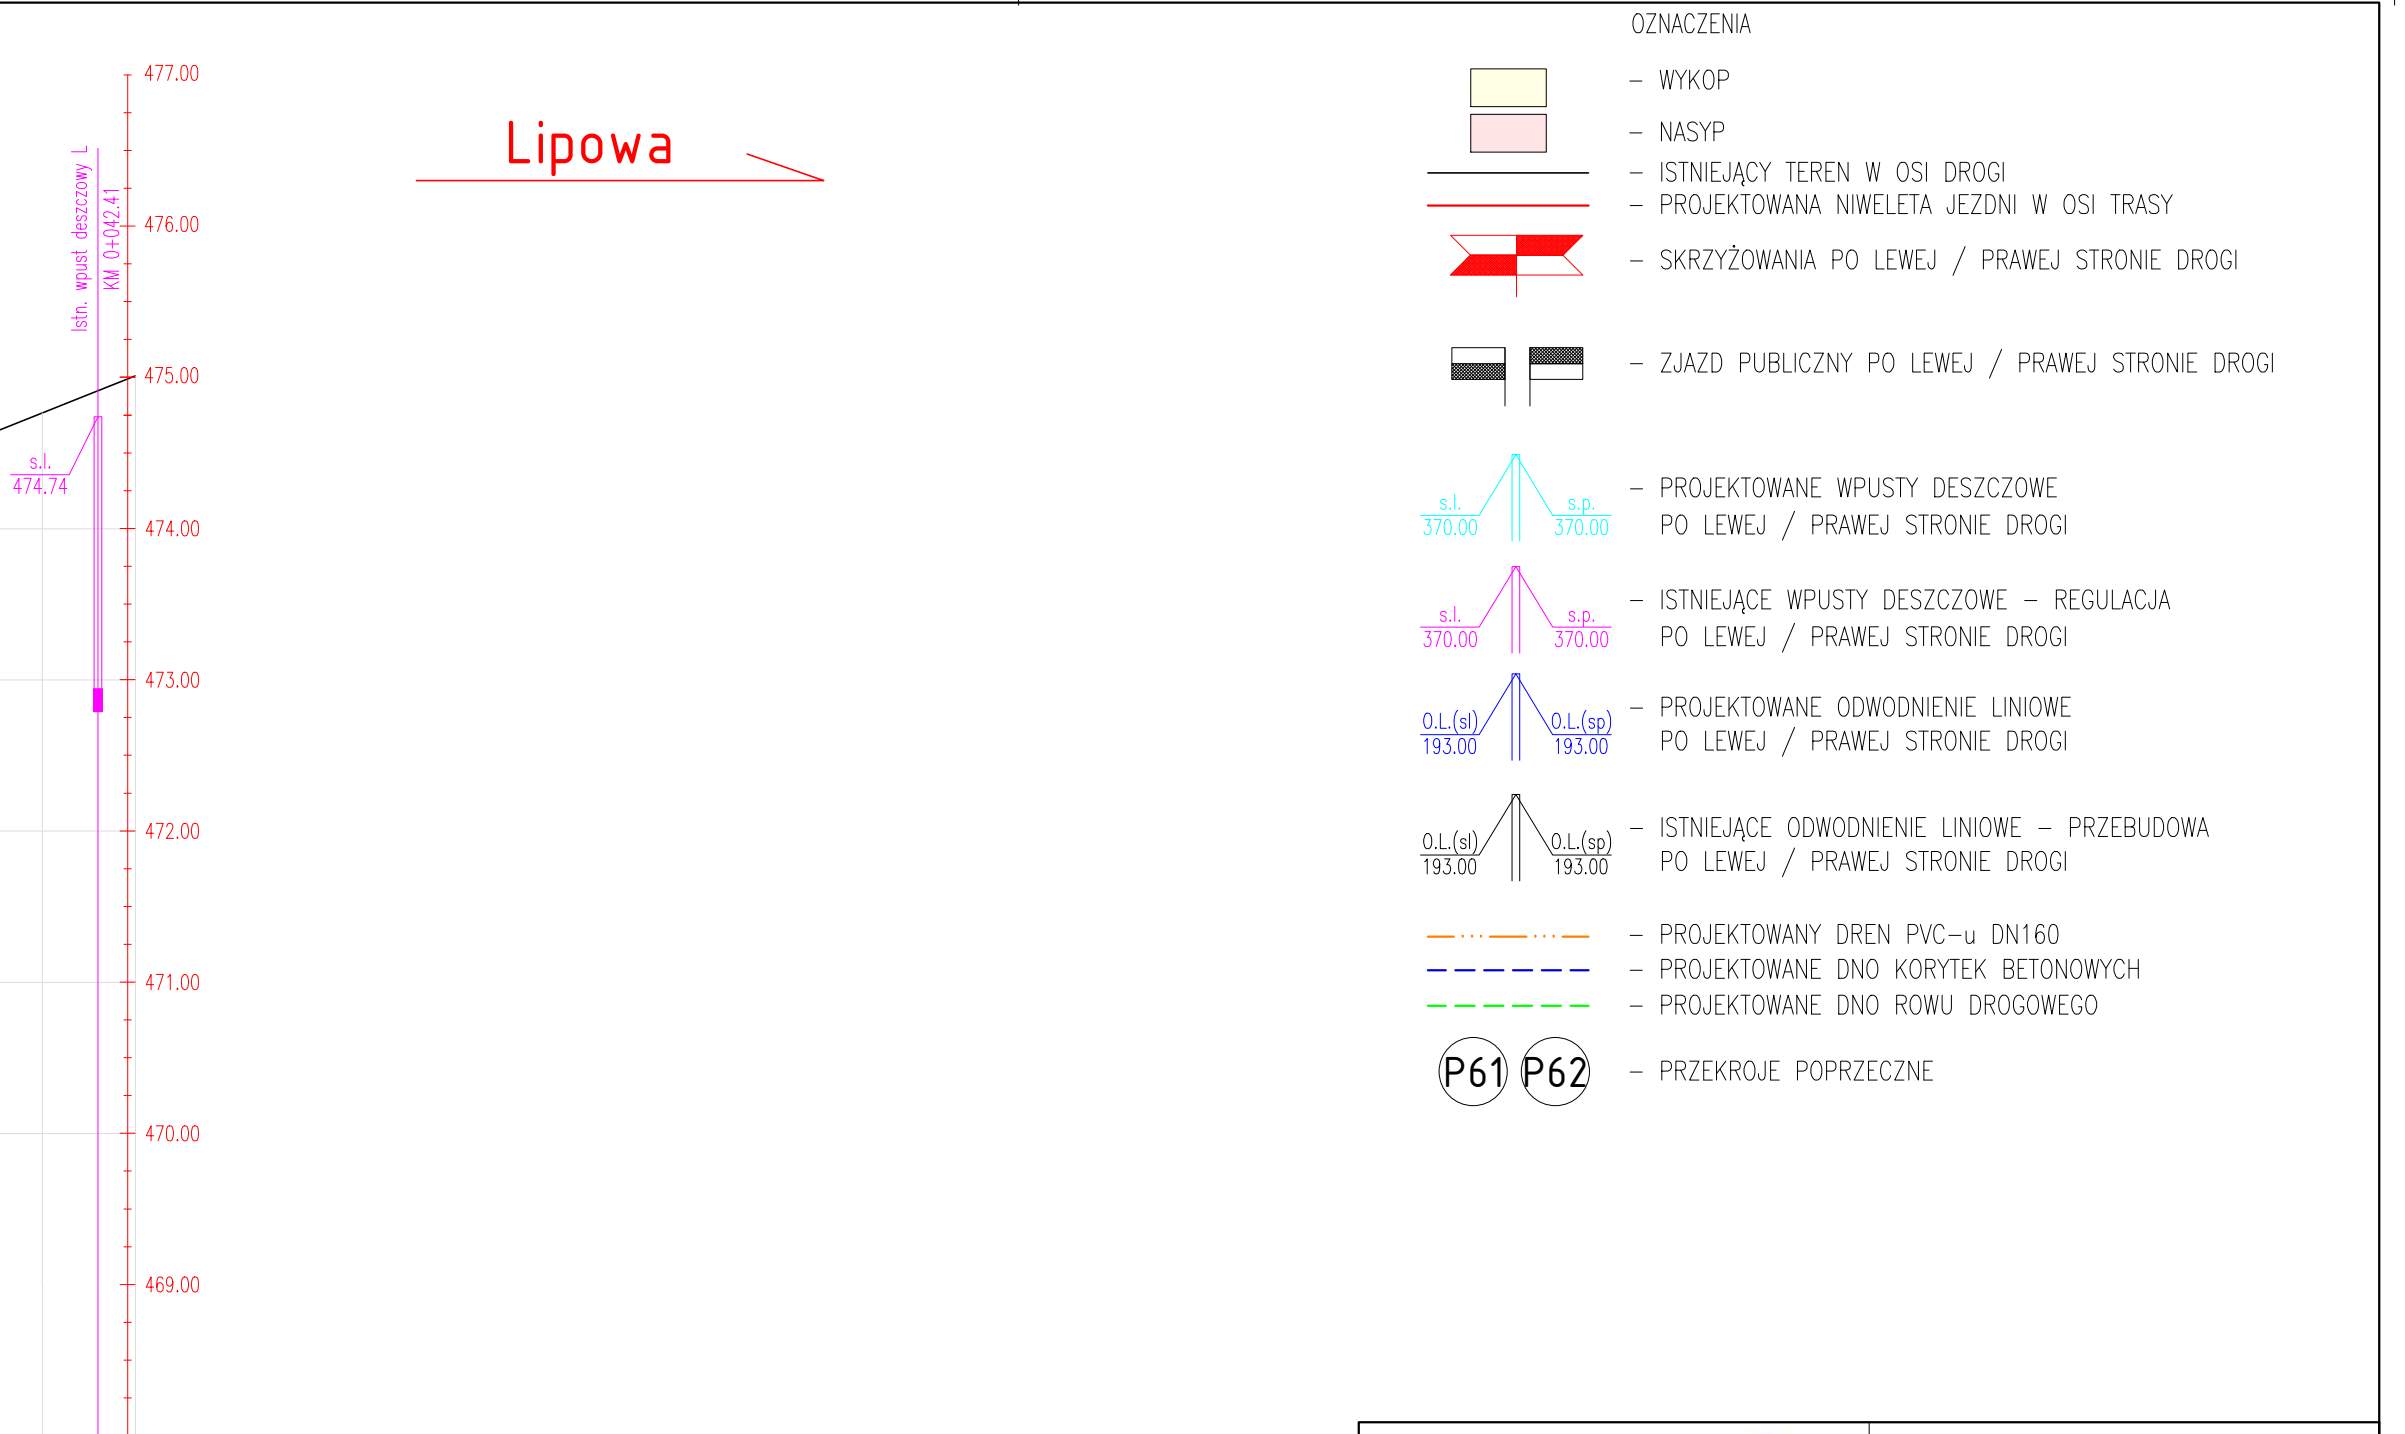 477.00
476.00
475.00
474.00
473.00
472.00
471.00
470.00
469.00
Istn. wpust deszczowy L
KM 0+042.41
s.l.
474.74
Lipowa
OZNACZENIA
– WYKOP
– NASYP
– ISTNIEJĄCY TEREN W OSI DROGI
– PROJEKTOWANA NIWELETA JEZDNI W OSI TRASY
– SKRZYŻOWANIA PO LEWEJ / PRAWEJ STRONIE DROGI
– ZJAZD PUBLICZNY PO LEWEJ / PRAWEJ STRONIE DROGI
s.l. s.p.
370.00 370.00
– PROJEKTOWANE WPUSTY DESZCZOWE
PO LEWEJ / PRAWEJ STRONIE DROGI
s.l. s.p.
370.00 370.00
– ISTNIEJĄCE WPUSTY DESZCZOWE – REGULACJA
PO LEWEJ / PRAWEJ STRONIE DROGI
O.L.(sl) O.L.(sp)
193.00 193.00
– PROJEKTOWANE ODWODNIENIE LINIOWE
PO LEWEJ / PRAWEJ STRONIE DROGI
O.L.(sl) O.L.(sp)
193.00 193.00
– ISTNIEJĄCE ODWODNIENIE LINIOWE – PRZEBUDOWA
PO LEWEJ / PRAWEJ STRONIE DROGI
– PROJEKTOWANY DREN PVC-u DN160
– PROJEKTOWANE DNO KORYTEK BETONOWYCH
– PROJEKTOWANE DNO ROWU DROGOWEGO
P61 P62 – PRZEKROJE POPRZECZNE